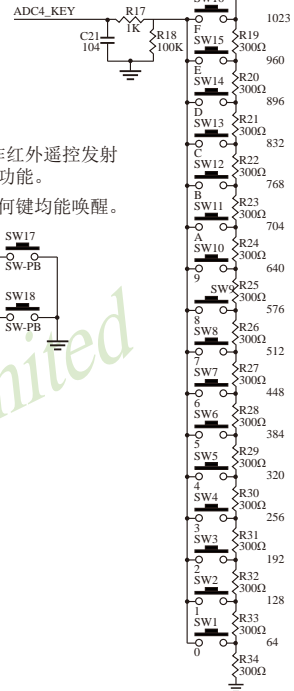 ADC4_KEY
R17
1K
C21
104
R18
100K
F
1023
SW15
R19
300Ω
E
960
SW14
R20
300Ω
D
896
SW13
R21
300Ω
C
832
SW12
R22
300Ω
B
768
SW11
R23
300Ω
A
704
SW10
R24
300Ω
9
640
SW9
R25
300Ω
8
576
SW8
R26
300Ω
7
512
SW7
R27
300Ω
6
448
SW6
R28
300Ω
5
384
SW5
R29
300Ω
4
320
SW4
R30
300Ω
3
256
SW3
R31
300Ω
2
192
SW2
R32
300Ω
1
128
SW1
R33
300Ω
0
64
R34
300Ω
红外遥控发射
功能。
何键均能唤醒。
SW17
SW-PB
SW18
SW-PB
mited